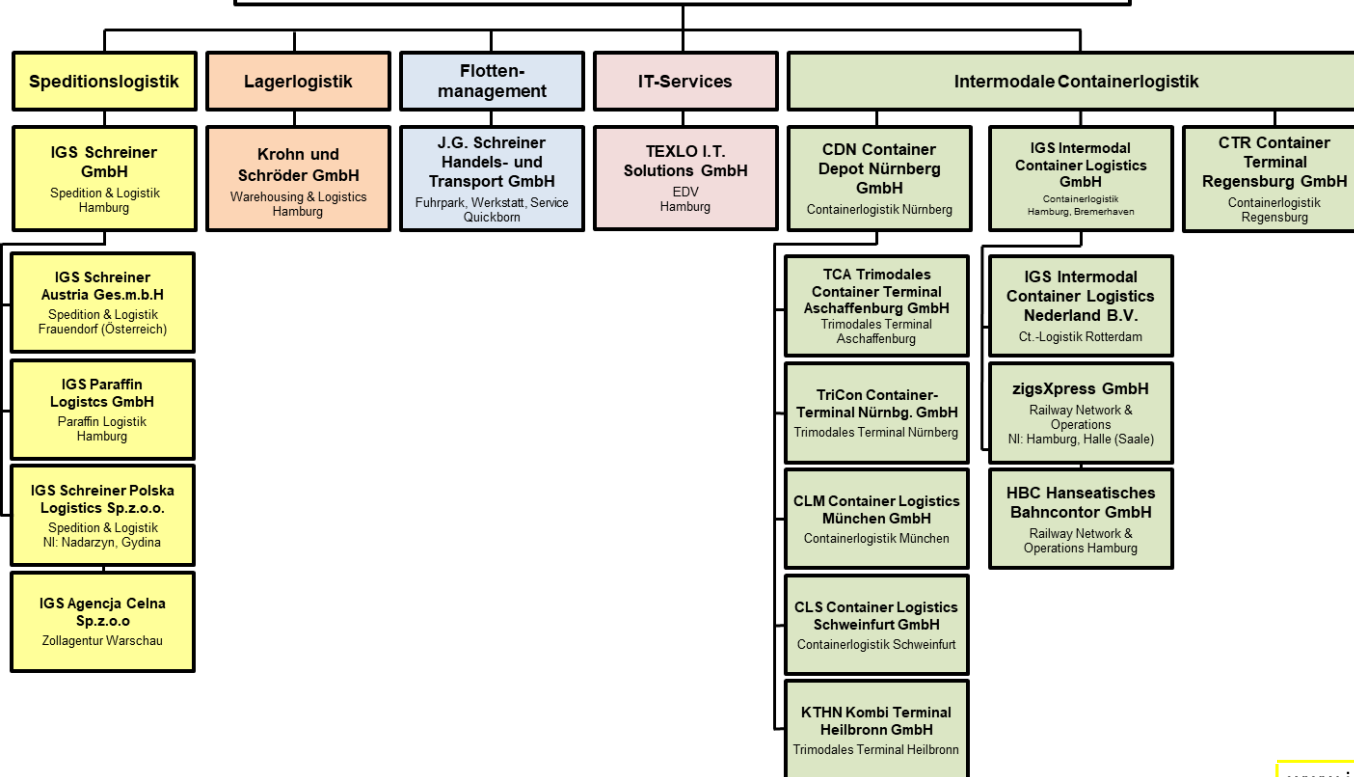 Speditionslogistik
Lagerlogistik
Flotten-
management
IT-Services
Intermodale Containerlogistik
IGS Schreiner
GmbH
Spedition & Logistik
Hamburg
Krohn und
Schröder GmbH
Warehousing & Logistics
Hamburg
J.G. Schreiner
Handels- und
Transport GmbH
Fuhrpark, Werkstatt, Service
Quickborn
TEXLO I.T.
Solutions GmbH
EDV
Hamburg
CDN Container
Depot Nürnberg
GmbH
Containerlogistik Nürnberg
IGS Intermodal
Container Logistics
GmbH
Containerlogistik
Hamburg, Bremerhaven
CTR Container
Terminal
Regensburg GmbH
Containerlogistik
Regensburg
IGS Schreiner
Austria Ges.m.b.H
Spedition & Logistik
Frauendorf (Österreich)
IGS Paraffin
Logistcs GmbH
Paraffin Logistik
Hamburg
IGS Schreiner Polska
Logistics Sp.z.o.o.
Spedition & Logistik
NI: Nadarzyn, Gydina
IGS Agencja Celna
Sp.z.o.o
Zollagentur Warschau
TCA Trimodales
Container Terminal
Aschaffenburg GmbH
Trimodales Terminal
Aschaffenburg
TriCon Container-
Terminal Nürnbg. GmbH
Trimodales Terminal Nürnberg
CLM Container Logistics
München GmbH
Containerlogistik München
CLS Container Logistics
Schweinfurt GmbH
Containerlogistik Schweinfurt
KTHN Kombi Terminal
Heilbronn GmbH
Trimodales Terminal Heilbronn
IGS Intermodal
Container Logistics
Nederland B.V.
Ct.-Logistik Rotterdam
zigsXpress GmbH
Railway Network &
Operations
NI: Hamburg, Halle (Saale)
HBC Hanseatisches
Bahncontor GmbH
Railway Network &
Operations Hamburg